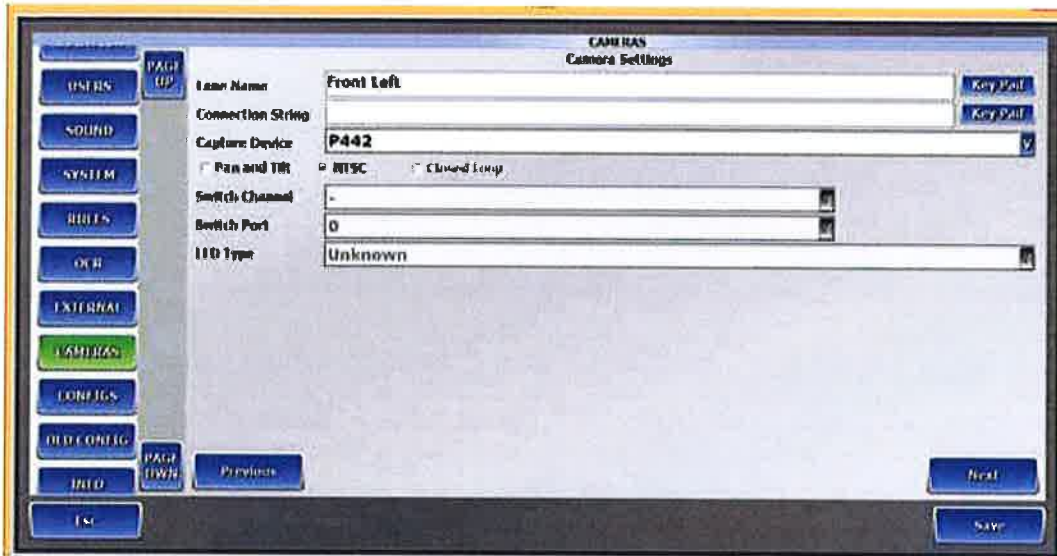 CAMERAS
Camera Settings
PAGE UP
USERS
Lane Name
Front Left
Key Pad
Connection String
Key Pad
SOUND
Capture Device
P442
SYSTEM
Pan and Tilt
NTSC
Closed Loop
Switch Channel
-
RULES
Switch Port
0
OCR
LED Type
Unknown
EXTERNAL
CAMERAS
CONFIGS
OLD CONFIG
PAGE DOWN
INFO
Previous
Next
Esc
Save